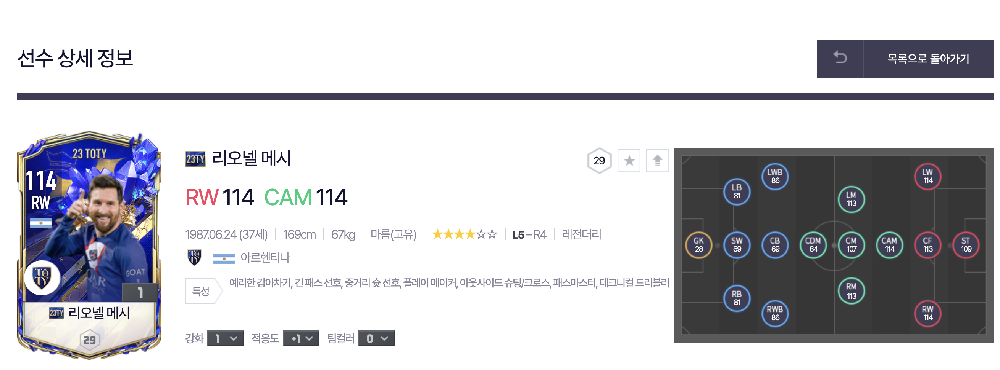 선수 상세 정보
목록으로 돌아가기
23 TOTY
114
RW
GOAT
1
23TY 리오넬 메시
29
23TY 리오넬 메시
29
RW 114 CAM 114
1987.06.24 (37세) 169cm 67kg 마름(고유) ★★★★☆☆ L5 – R4 레전더리
아르헨티나
특성
예리한 감아차기, 긴 패스 선호, 중거리 슛 선호, 플레이 메이커, 아웃사이드 슈팅/크로스, 패스마스터, 테크니컬 드리블러
강화 1 적응도 +1 팀컬러 0
LWB
86
LW
114
LB
81
LM
113
GK
28
SW
69
CB
69
CDM
84
CM
107
CAM
114
CF
113
ST
109
RB
81
RM
113
RWB
86
RW
114